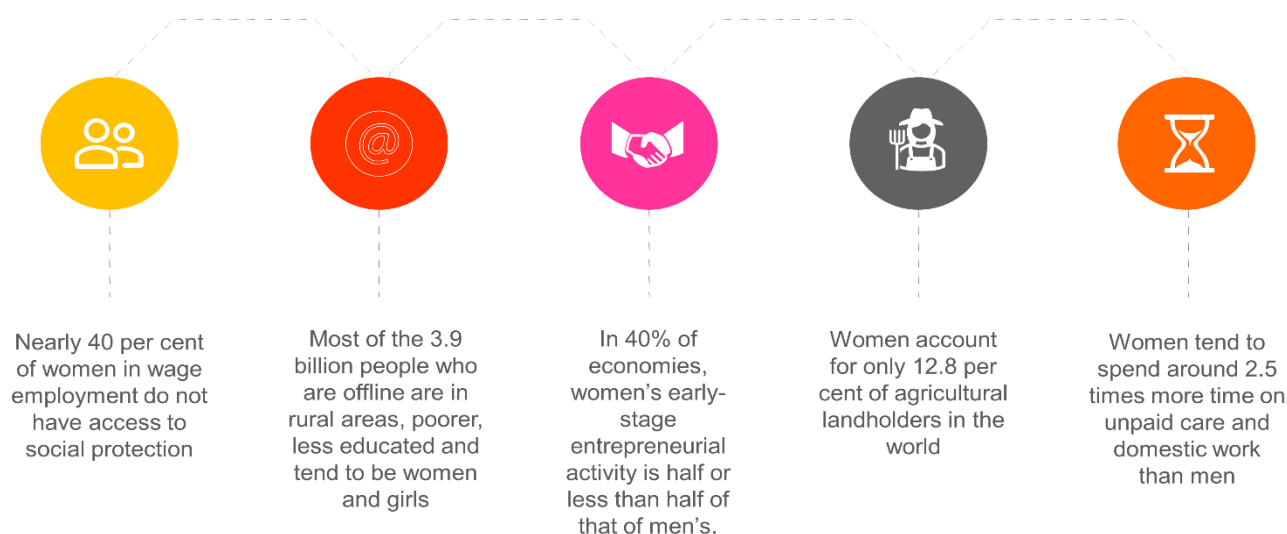 @
Nearly 40 per cent
of women in wage
employment do not
have access to
social protection
Most of the 3.9
billion people who
are offline are in
rural areas, poorer,
less educated and
tend to be women
and girls
In 40% of
economies,
women’s early-
stage
entrepreneurial
activity is half or
less than half of
that of men’s.
Women account
for only 12.8 per
cent of agricultural
landholders in the
world
Women tend to
spend around 2.5
times more time on
unpaid care and
domestic work
than men